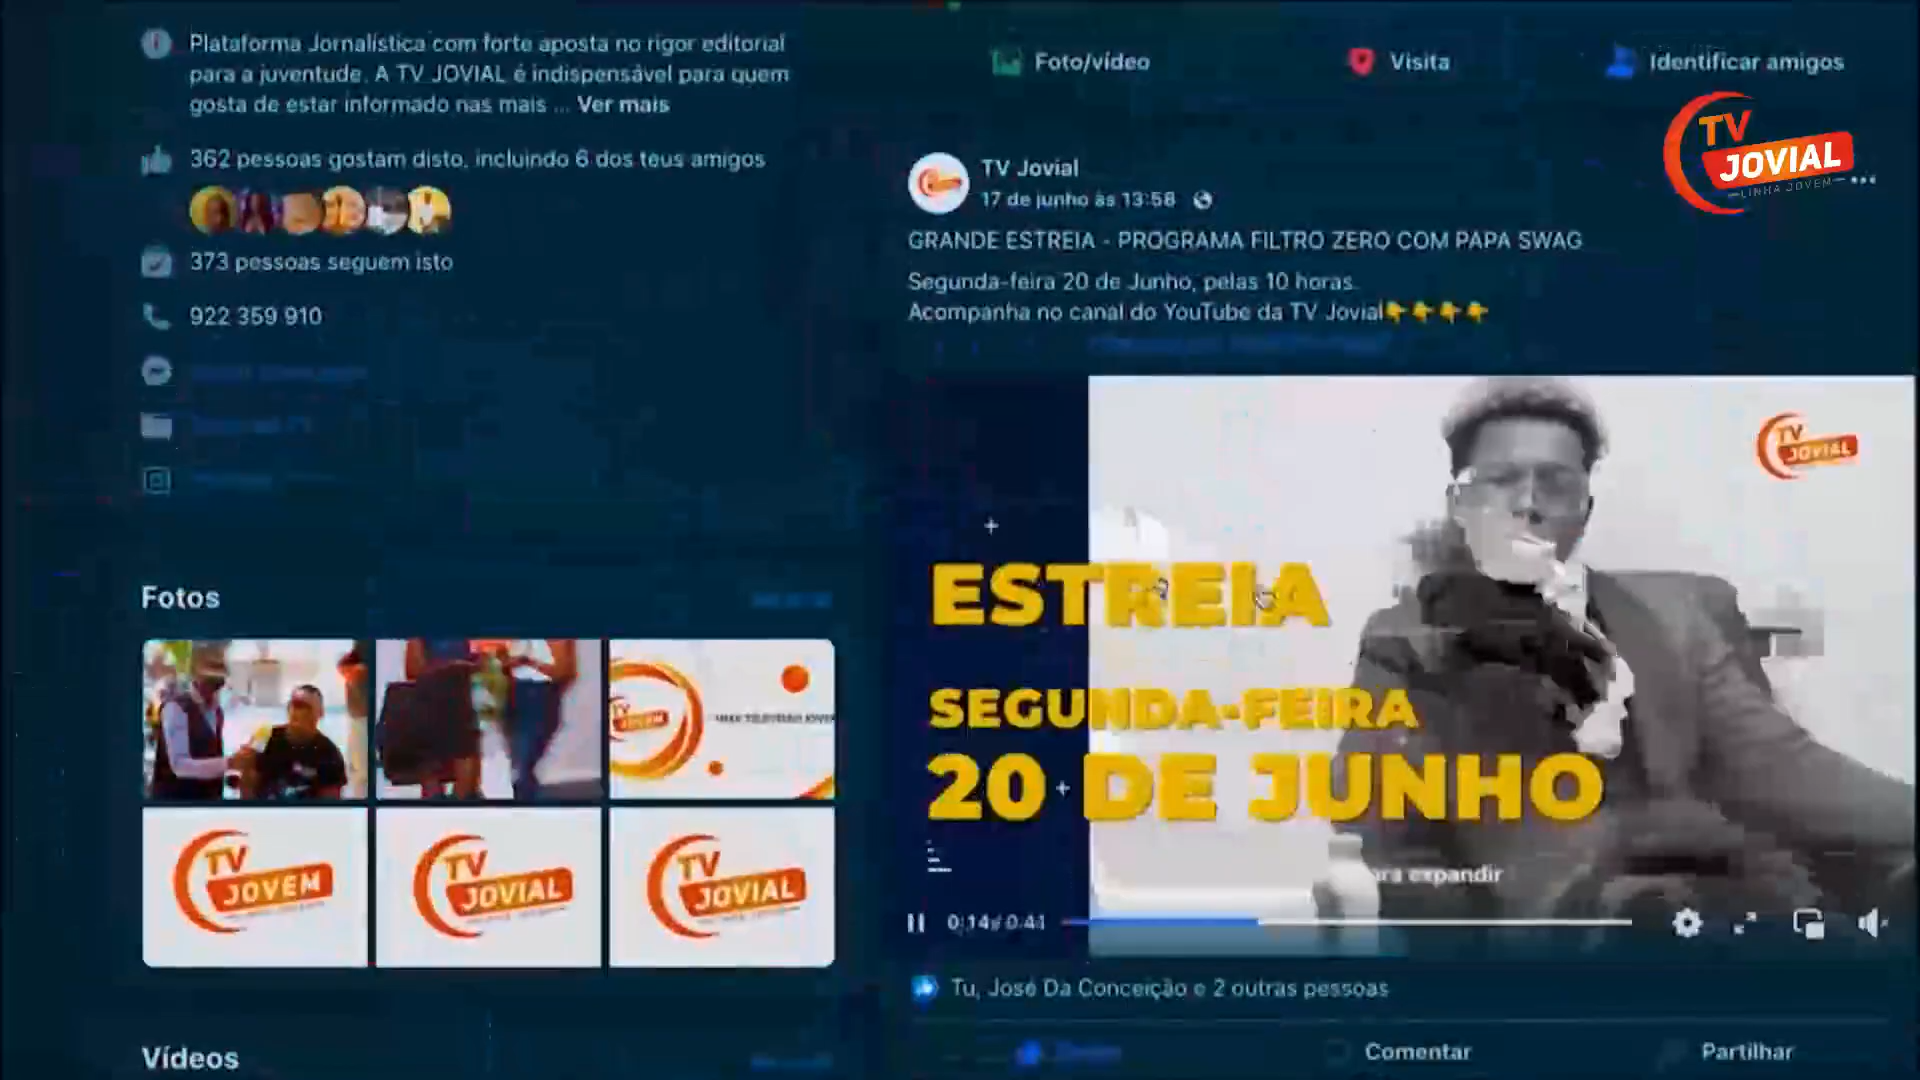 Plataforma Jornalística com forte aposta no rigor editorial
para a juventude. A TV JOVIAL é indispensável para quem
gosta de estar informado nas mais ... Ver mais
362 pessoas gostam disto, incluindo 6 dos teus amigos
373 pessoas seguem isto
922 359 910
Fotos
TV
JOVEM
TV
JOVEM
TV
JOVIAL
TV
JOVIAL
Vídeos
Foto/vídeo
Visita
Identificar amigos
TV
JOVIAL
LINHA JOVEM
TV Jovial
17 de junho às 13:58
GRANDE ESTREIA - PROGRAMA FILTRO ZERO COM PAPA SWAG
Segunda-feira 20 de Junho, pelas 10 horas.
Acompanha no canal do YouTube da TV Jovial👇👇👇👇
TV
JOVIAL
ESTREIA
SEGUNDA-FEIRA
20 DE JUNHO
expandir
0:14 / 0:41
Tu, José Da Conceição e 2 outras pessoas
Comentar
Partilhar